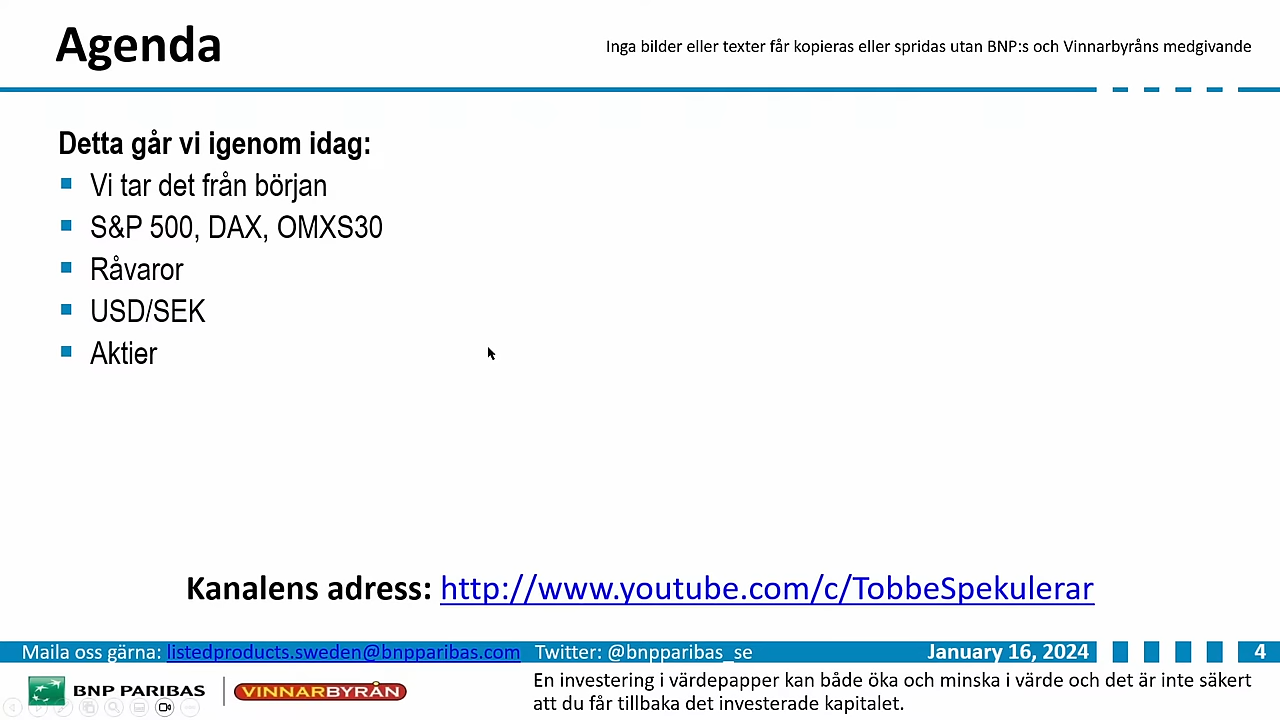 Agenda
Inga bilder eller texter får kopieras eller spridas utan BNP:s och Vinnarbyråns medgivande
Detta går vi igenom idag:
Vi tar det från början
S&P 500, DAX, OMXS30
Råvaror
USD/SEK
Aktier
Kanalens adress: http://www.youtube.com/c/TobbeSpekulerar
Maila oss gärna: listedproducts.sweden@bnpparibas.com Twitter: @bnpparibas_se January 16, 2024 4
BNP PARIBAS VINNARBYRÅN
En investering i värdepapper kan både öka och minska i värde och det är inte säkert
att du får tillbaka det investerade kapitalet.